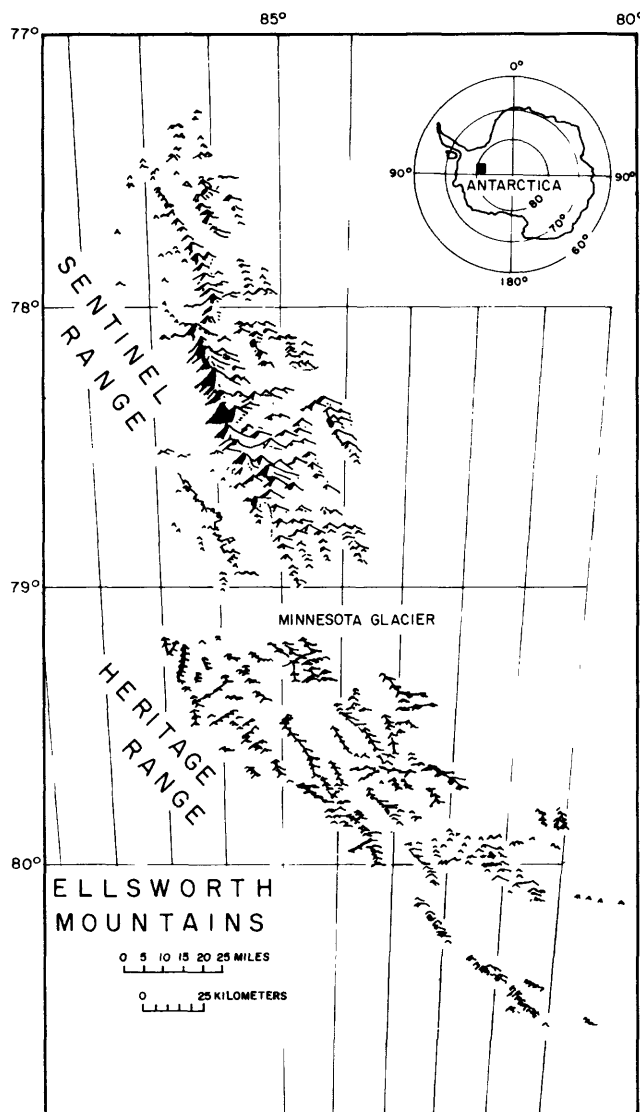 85°
80°
77°
0°
90°
90°
ANTARCTICA
80
70°
60°
180°
SENTINEL
RANGE
78°
79°
MINNESOTA GLACIER
HERITAGE
RANGE
80°
ELLSWORTH
MOUNTAINS
0 5 10 15 20 25 MILES
0 25 KILOMETERS